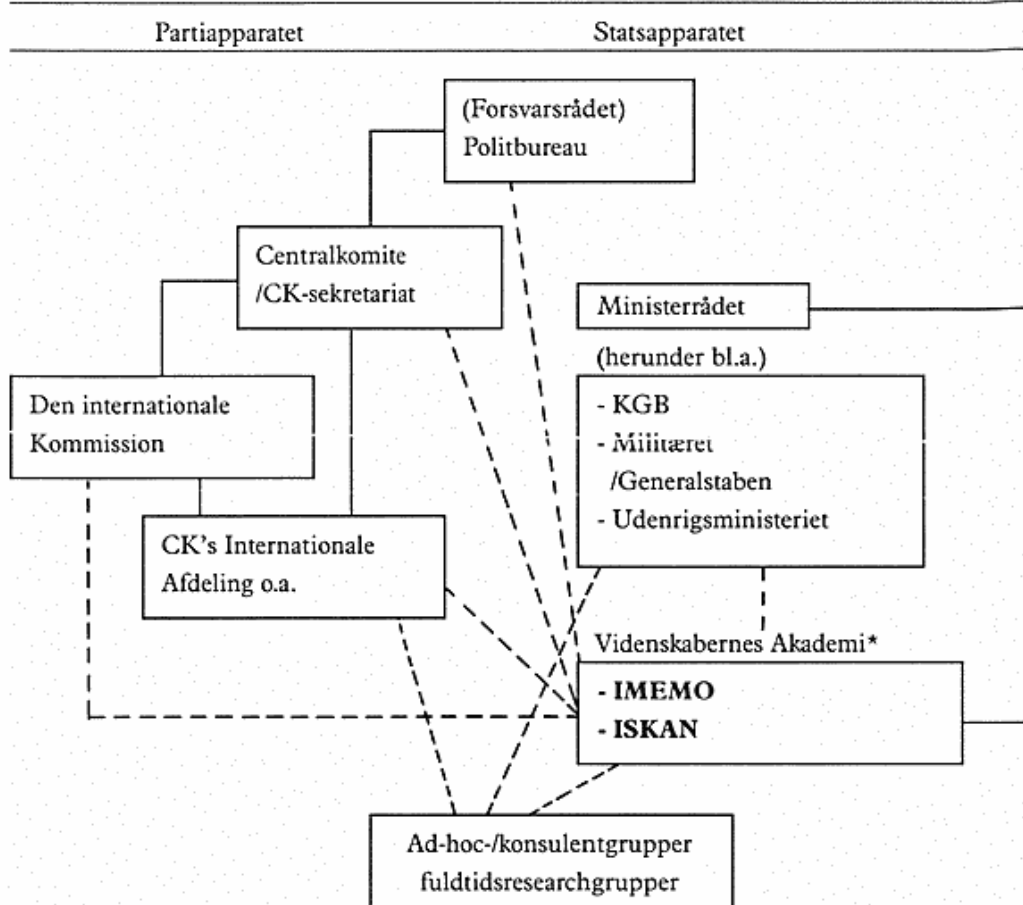 Partiapparatet Statsapparatet
(Forsvarsrådet)
Politbureau
Centralkomite
/CK-sekretariat
Ministerrådet
(herunder bl.a.)
Den internationale
Kommission
- KGB
- Militæret
/Generalstaben
- Udenrigsministeriet
CK's Internationale
Afdeling o.a.
Videnskabernes Akademi*
- IMEMO
- ISKAN
Ad-hoc-/konsulentgrupper
fuldtidsresearchgrupper